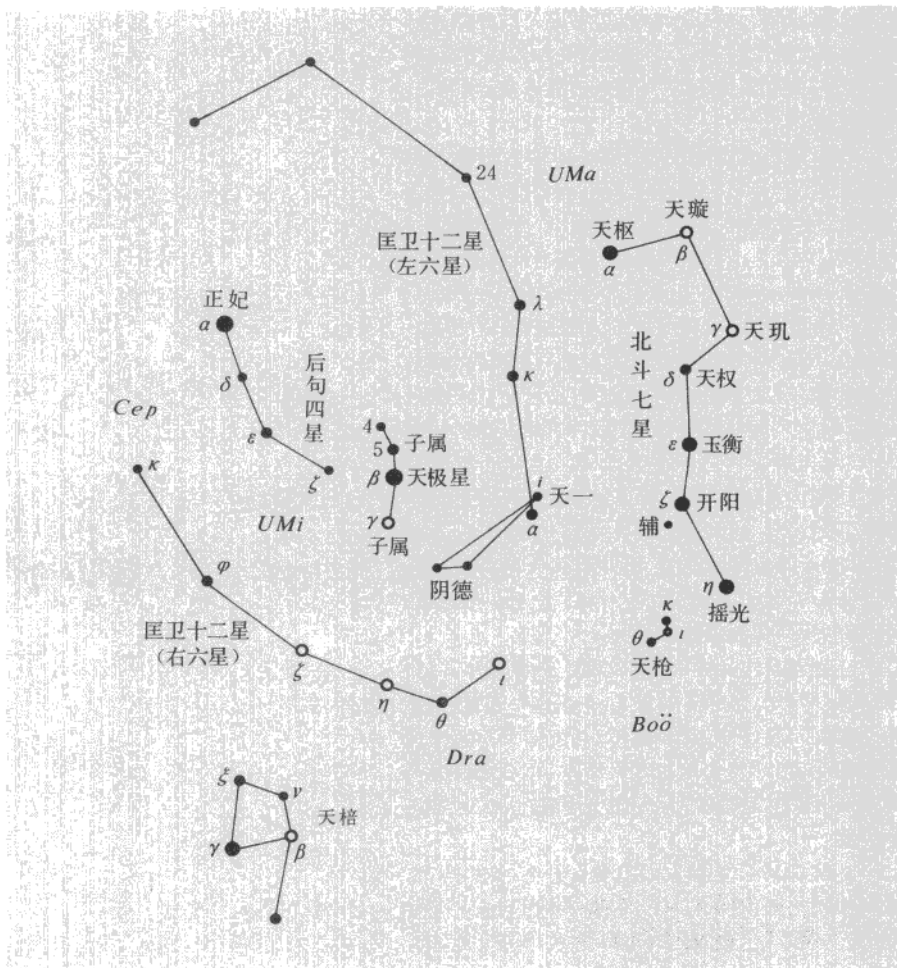 24
UMa
天璇
天枢
α
β
匡卫十二星
(左六星)
正妃
α
λ
γ 天玑
北斗七星
后句四星
δ
κ
δ 天权
Cep
4
ε
5 子属
ε 玉衡
κ
ζ
β 天极星
i 天一
ζ 开阳
UMi
γ
α
辅
子属
φ
阴德
η
摇光
κ
匡卫十二星
(右六星)
θ ι
天枪
ζ
η
ι
θ
Boö
Dra
ξ
ν
天棓
γ
β